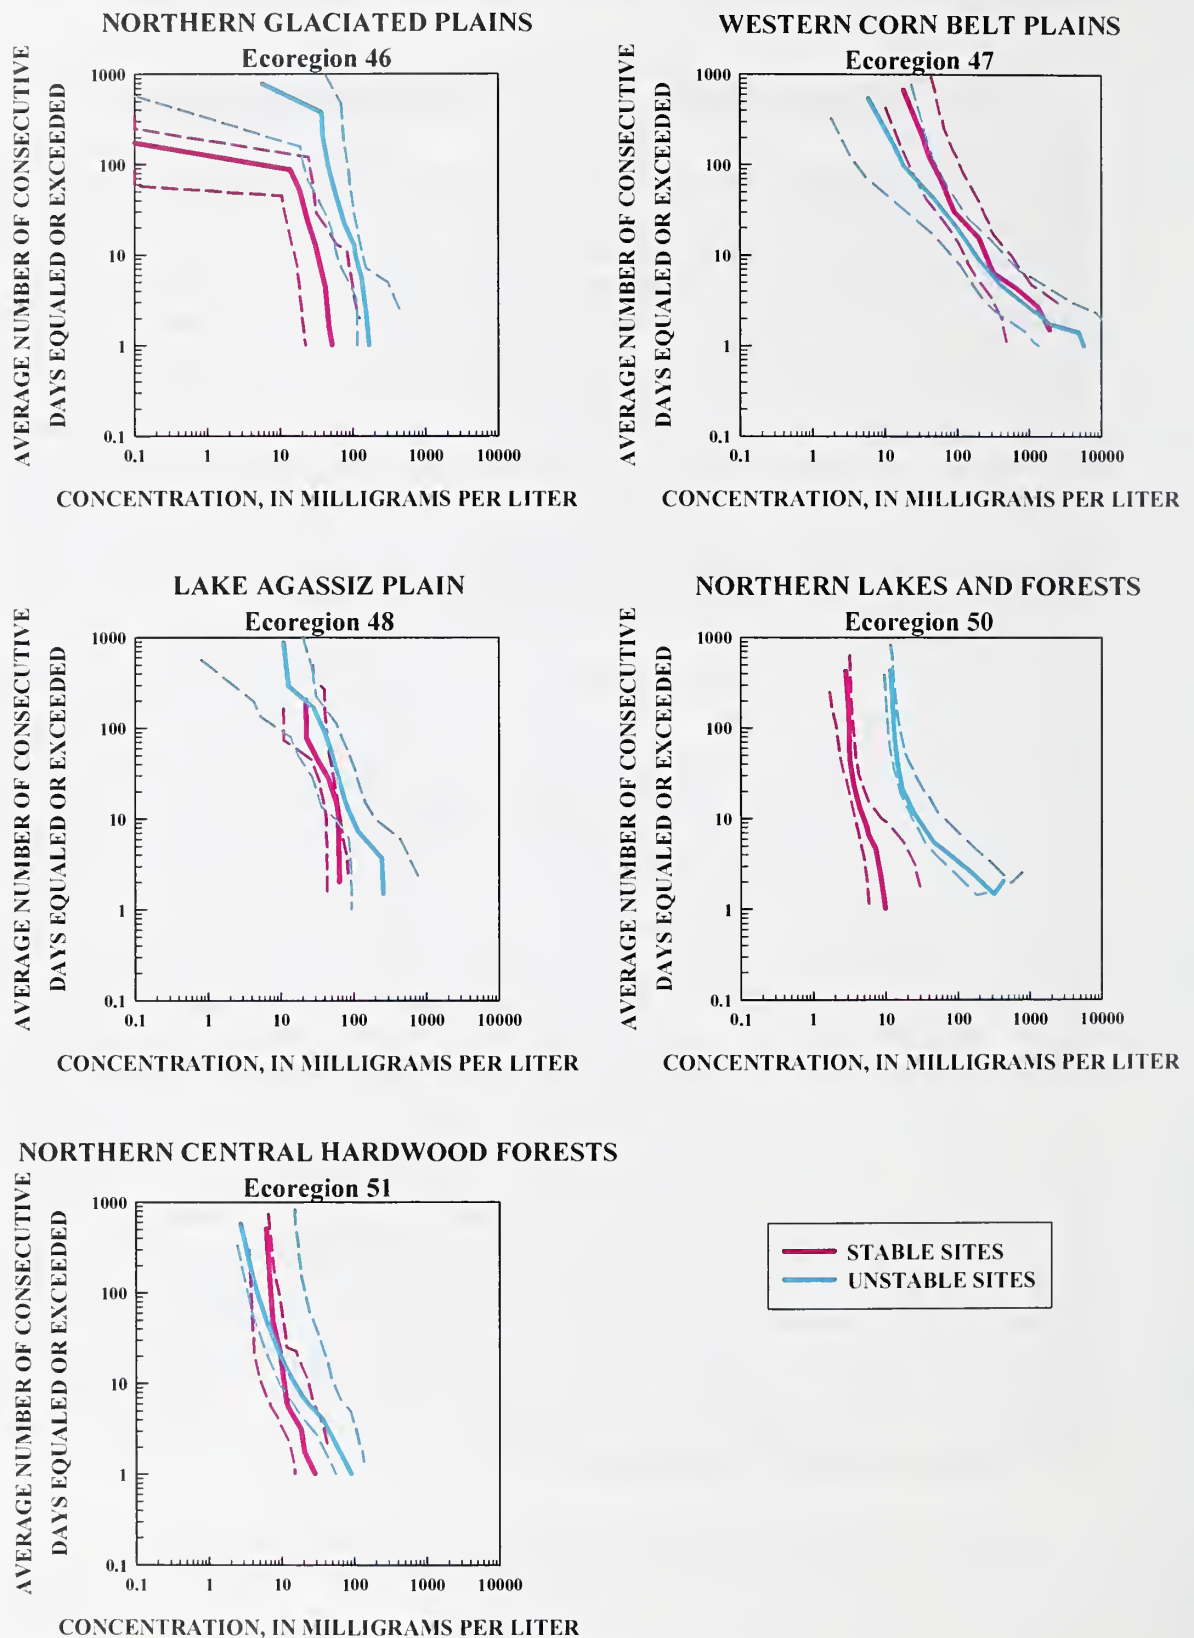 NORTHERN GLACIATED PLAINS
Ecoregion 46
AVERAGE NUMBER OF CONSECUTIVE
DAYS EQUALED OR EXCEEDED
1000
100
10
1
0.1
0.1 1 10 100 1000 10000
CONCENTRATION, IN MILLIGRAMS PER LITER
WESTERN CORN BELT PLAINS
Ecoregion 47
AVERAGE NUMBER OF CONSECUTIVE
DAYS EQUALED OR EXCEEDED
1000
100
10
1
0.1
0.1 1 10 100 1000 10000
CONCENTRATION, IN MILLIGRAMS PER LITER
LAKE AGASSIZ PLAIN
Ecoregion 48
AVERAGE NUMBER OF CONSECUTIVE
DAYS EQUALED OR EXCEEDED
1000
100
10
1
0.1
0.1 1 10 100 1000 10000
CONCENTRATION, IN MILLIGRAMS PER LITER
NORTHERN LAKES AND FORESTS
Ecoregion 50
AVERAGE NUMBER OF CONSECUTIVE
DAYS EQUALED OR EXCEEDED
1000
100
10
1
0.1
0.1 1 10 100 1000 10000
CONCENTRATION, IN MILLIGRAMS PER LITER
NORTHERN CENTRAL HARDWOOD FORESTS
Ecoregion 51
AVERAGE NUMBER OF CONSECUTIVE
DAYS EQUALED OR EXCEEDED
1000
100
10
1
0.1
0.1 1 10 100 1000 10000
CONCENTRATION, IN MILLIGRAMS PER LITER
STABLE SITES
UNSTABLE SITES